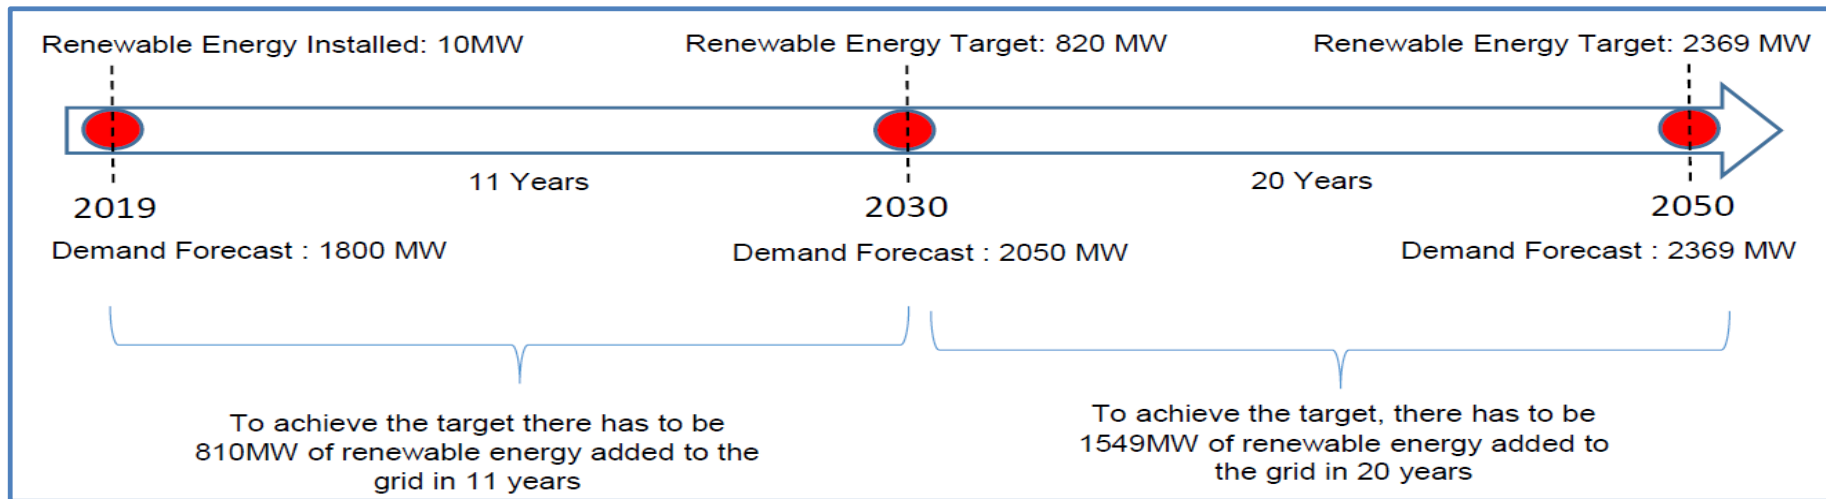 Renewable Energy Installed: 10MW
Renewable Energy Target: 820 MW
Renewable Energy Target: 2369 MW
11 Years
20 Years
2019
2030
2050
Demand Forecast : 1800 MW
Demand Forecast : 2050 MW
Demand Forecast : 2369 MW
To achieve the target there has to be
810MW of renewable energy added to the
grid in 11 years
To achieve the target, there has to be
1549MW of renewable energy added to
the grid in 20 years